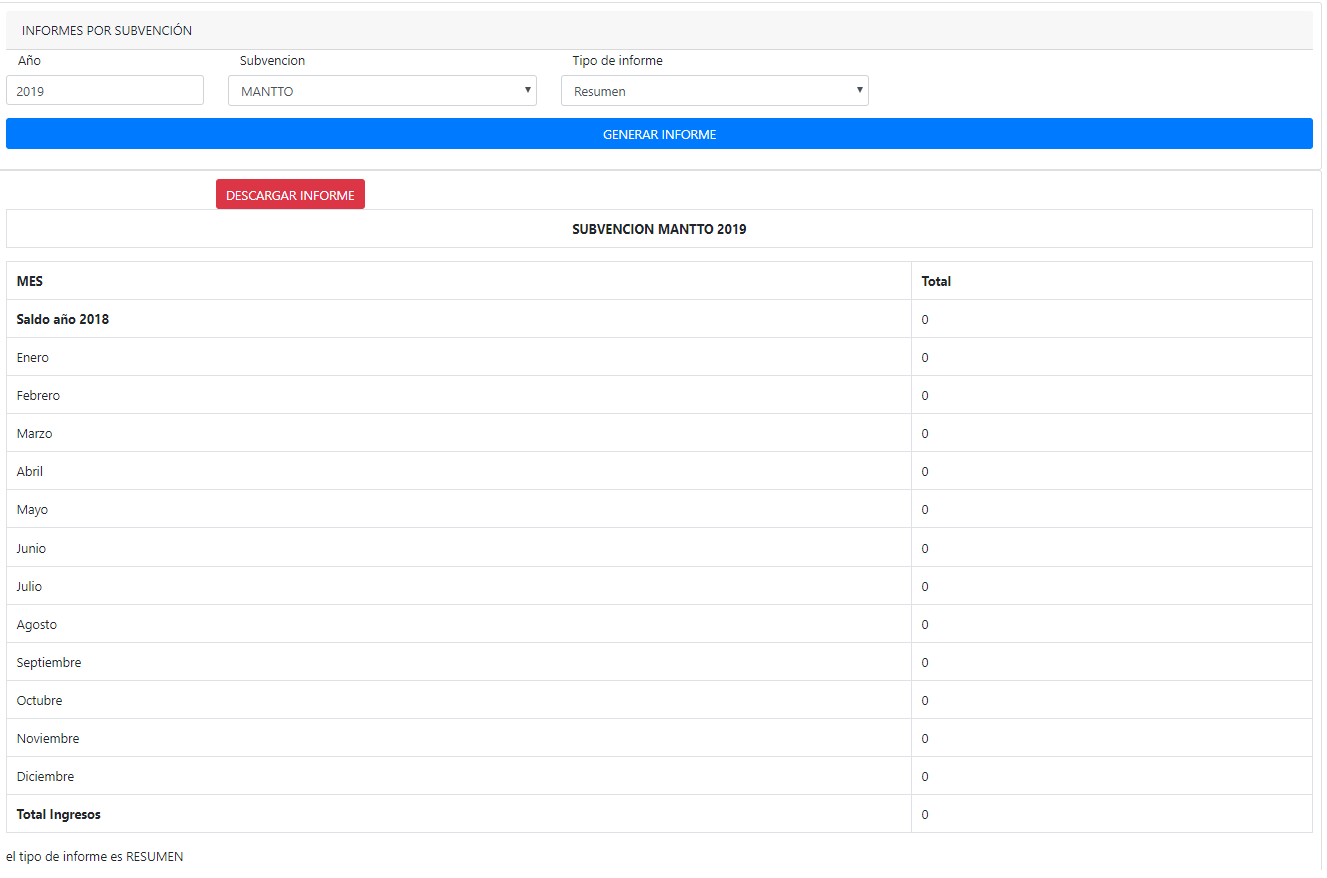 INFORMES POR SUBVENCIÓN
Año Subvencion Tipo de informe
2019 MANTTO Resumen
GENERAR INFORME
DESCARGAR INFORME
SUBVENCION MANTTO 2019
MES Total
Saldo año 2018 0
Enero 0
Febrero 0
Marzo 0
Abril 0
Mayo 0
Junio 0
Julio 0
Agosto 0
Septiembre 0
Octubre 0
Noviembre 0
Diciembre 0
Total Ingresos 0
el tipo de informe es RESUMEN